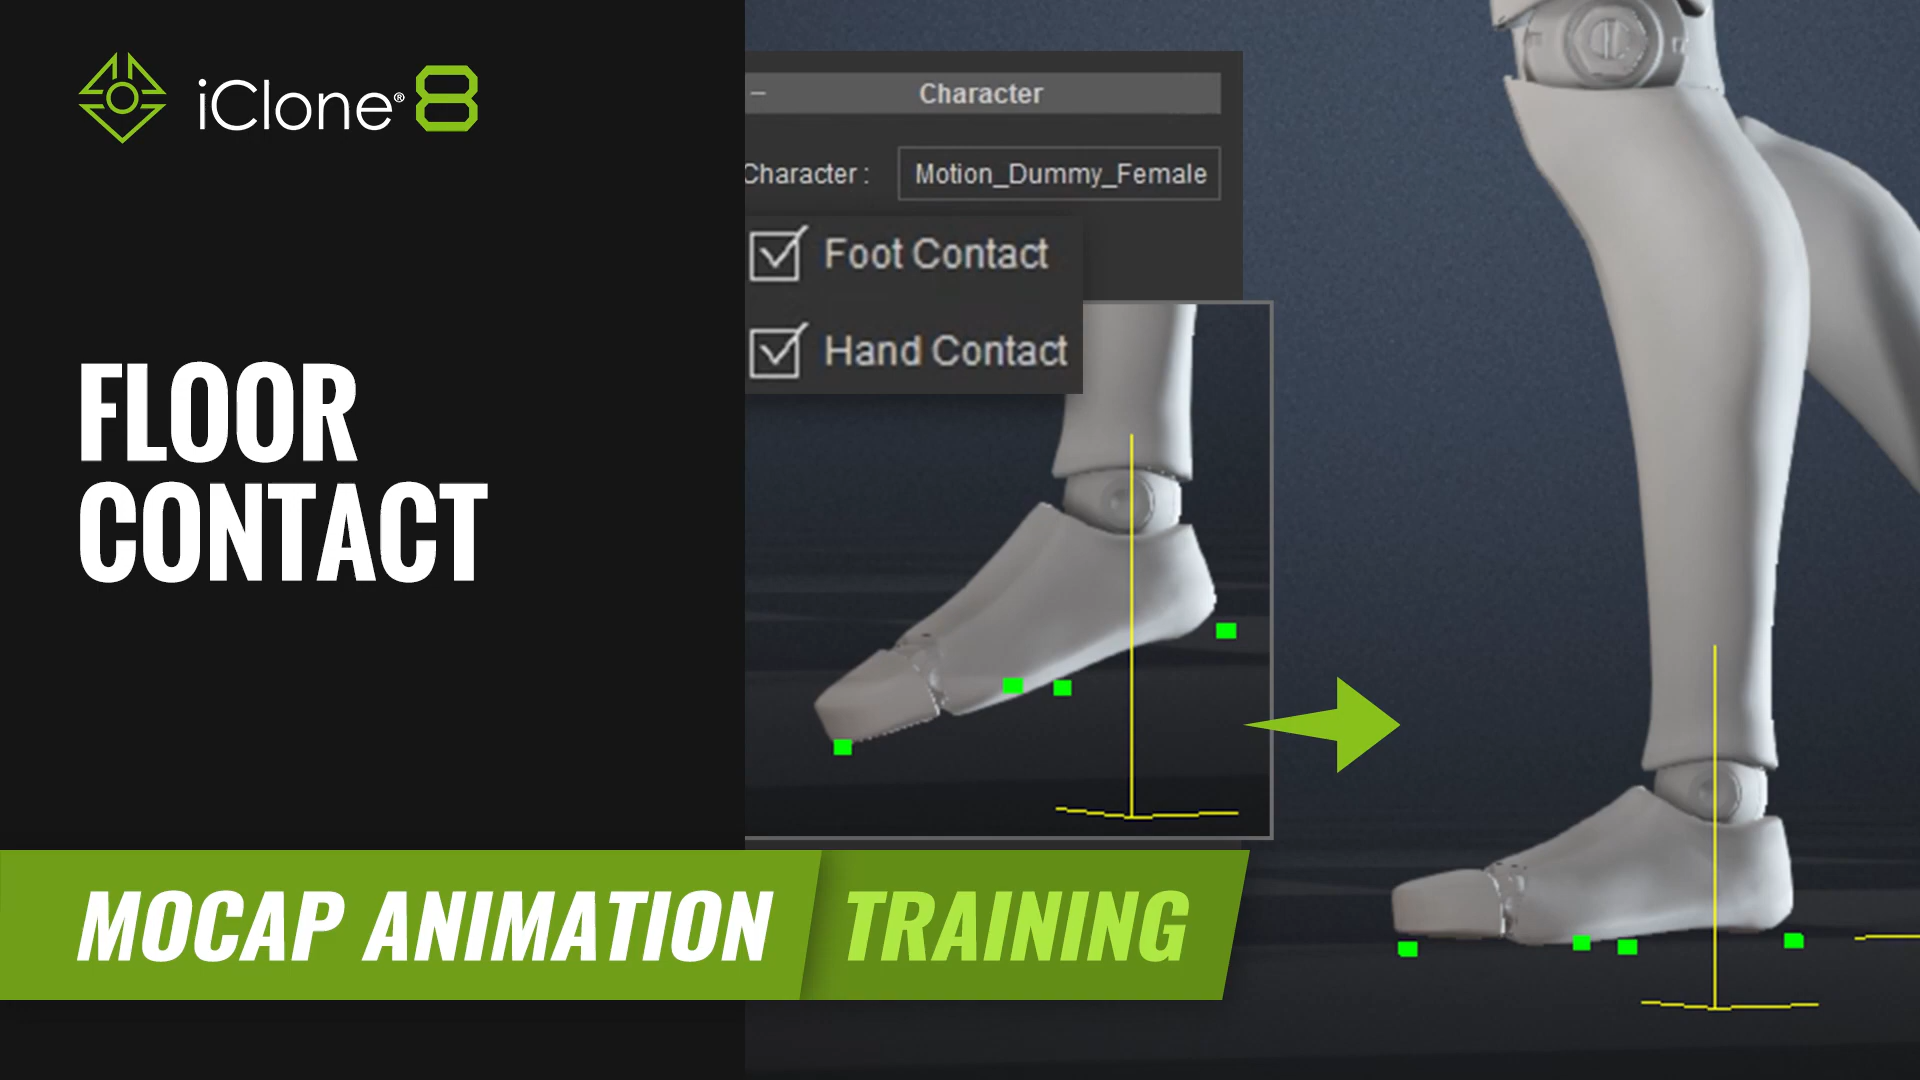 iClone® 8
Character
Character :
Motion_Dummy_Female
Foot Contact
Hand Contact
FLOOR
CONTACT
MOCAP ANIMATION TRAINING